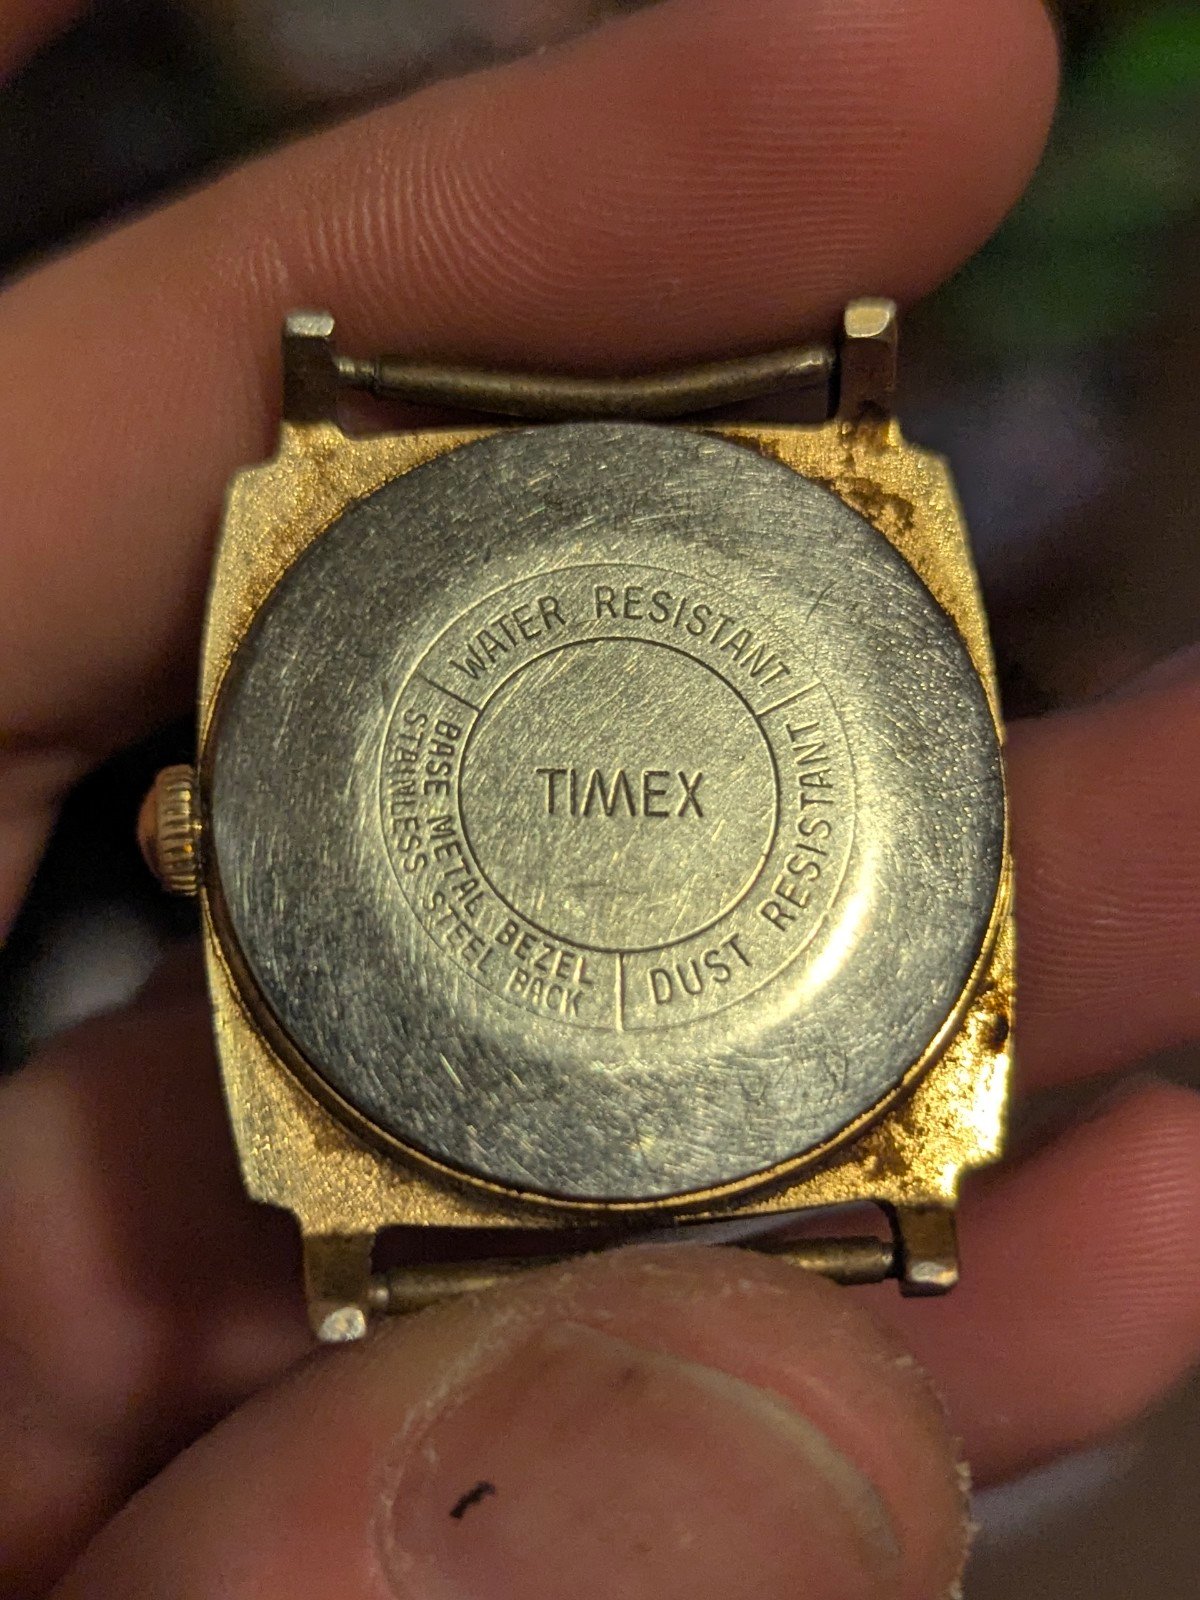 WATER RESISTANT
DUST RESISTANT
BASE METAL BEZEL
STAINLESS STEEL BACK
TIMEX